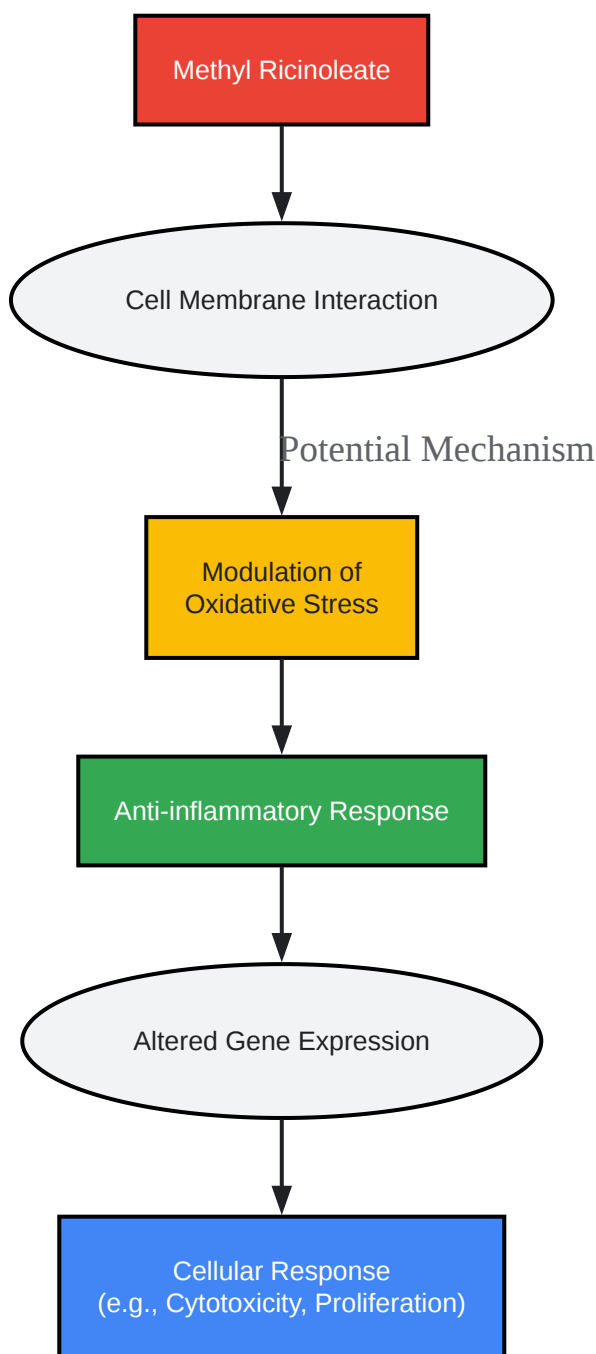 Methyl Ricinoleate
Cell Membrane Interaction
Potential Mechanism
Modulation of
Oxidative Stress
Anti-inflammatory Response
Altered Gene Expression
Cellular Response
(e.g., Cytotoxicity, Proliferation)